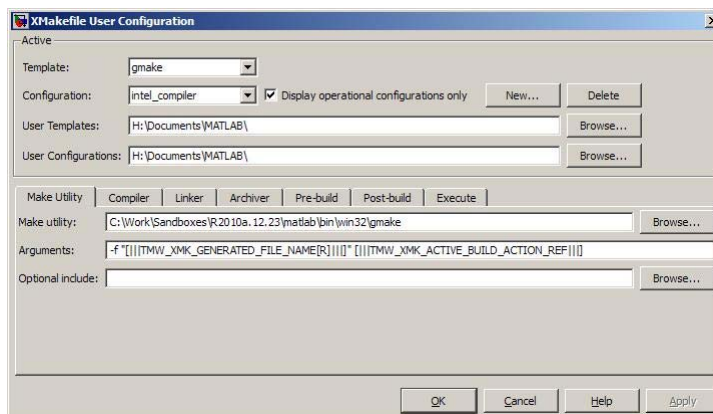 XMakefile User Configuration
Active
Template: gmake
Configuration: intel_compiler Display operational configurations only New... Delete
User Templates: H:\Documents\MATLAB\ Browse...
User Configurations: H:\Documents\MATLAB\ Browse...
Make Utility Compiler Linker Archiver Pre-build Post-build Execute
Make utility: C:\Work\Sandboxes\R2010a.12.23\matlab\bin\win32\gmake Browse...
Arguments: -f "[|||TMW_XMK_GENERATED_FILE_NAME[R]|||]" [|||TMW_XMK_ACTIVE_BUILD_ACTION_REF|||]
Optional include: Browse...
OK Cancel Help Apply